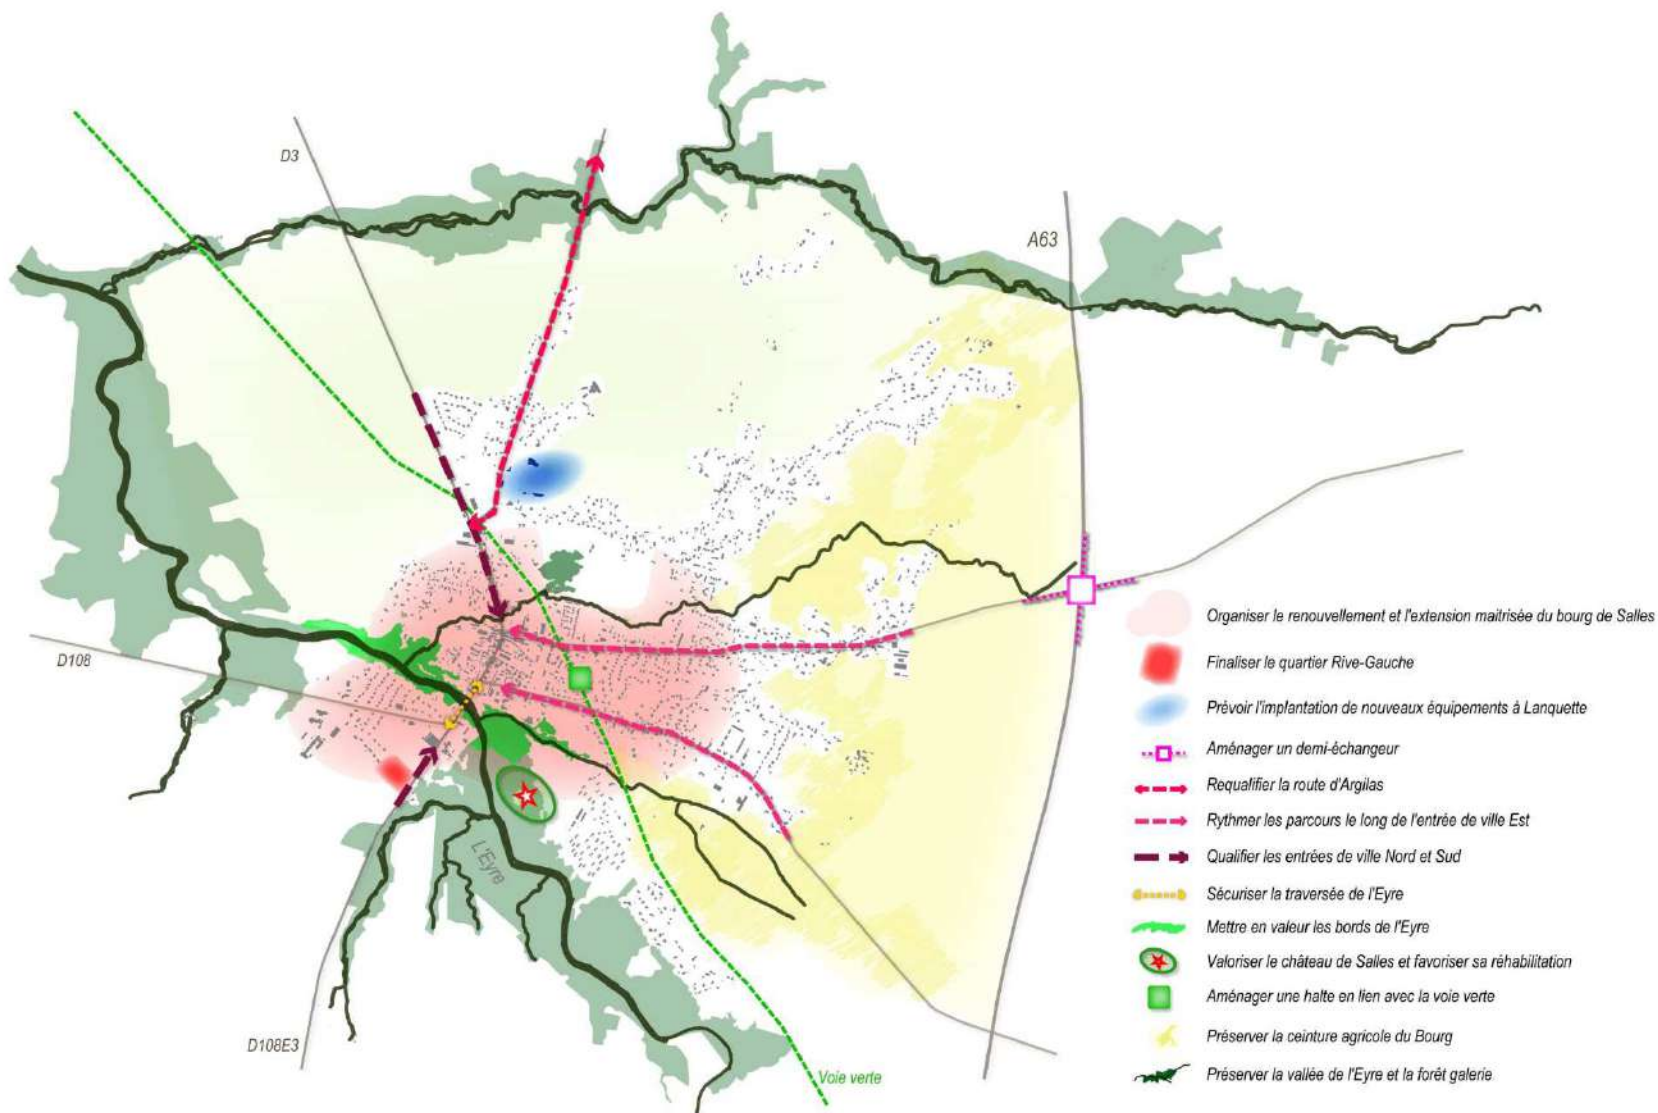 D3
A63
D108
L'Eyre
D108E3
Voie verte
Organiser le renouvellement et l'extension maitrisée du bourg de Salles
Finaliser le quartier Rive-Gauche
Prévoir l'implantation de nouveaux équipements à Lanquette
Aménager un demi-échangeur
Requalifier la route d'Argilas
Rythmer les parcours le long de l'entrée de ville Est
Qualifier les entrées de ville Nord et Sud
Sécuriser la traversée de l'Eyre
Mettre en valeur les bords de l'Eyre
Valoriser le château de Salles et favoriser sa réhabilitation
Aménager une halte en lien avec la voie verte
Préserver la ceinture agricole du Bourg
Préserver la vallée de l'Eyre et la forêt galerie